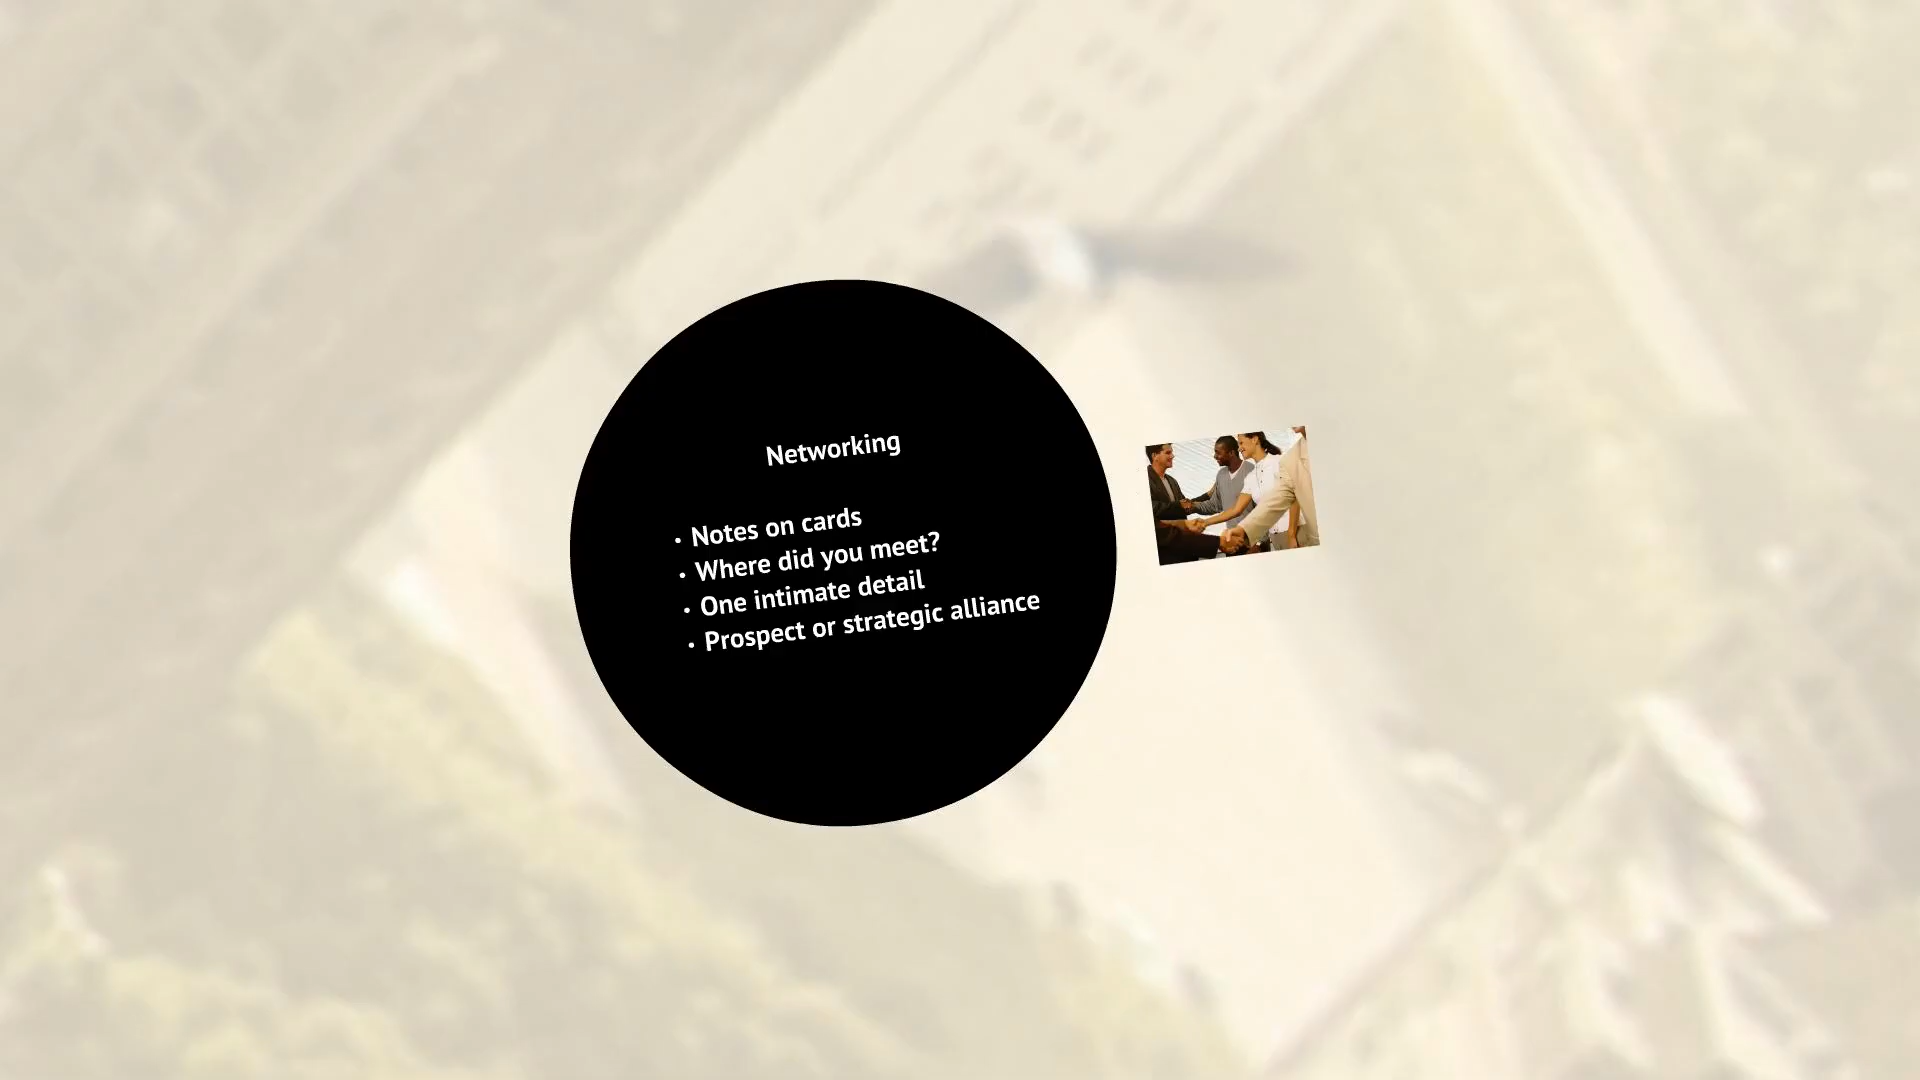 Networking
• Notes on cards
• Where did you meet?
• One intimate detail
• Prospect or strategic alliance